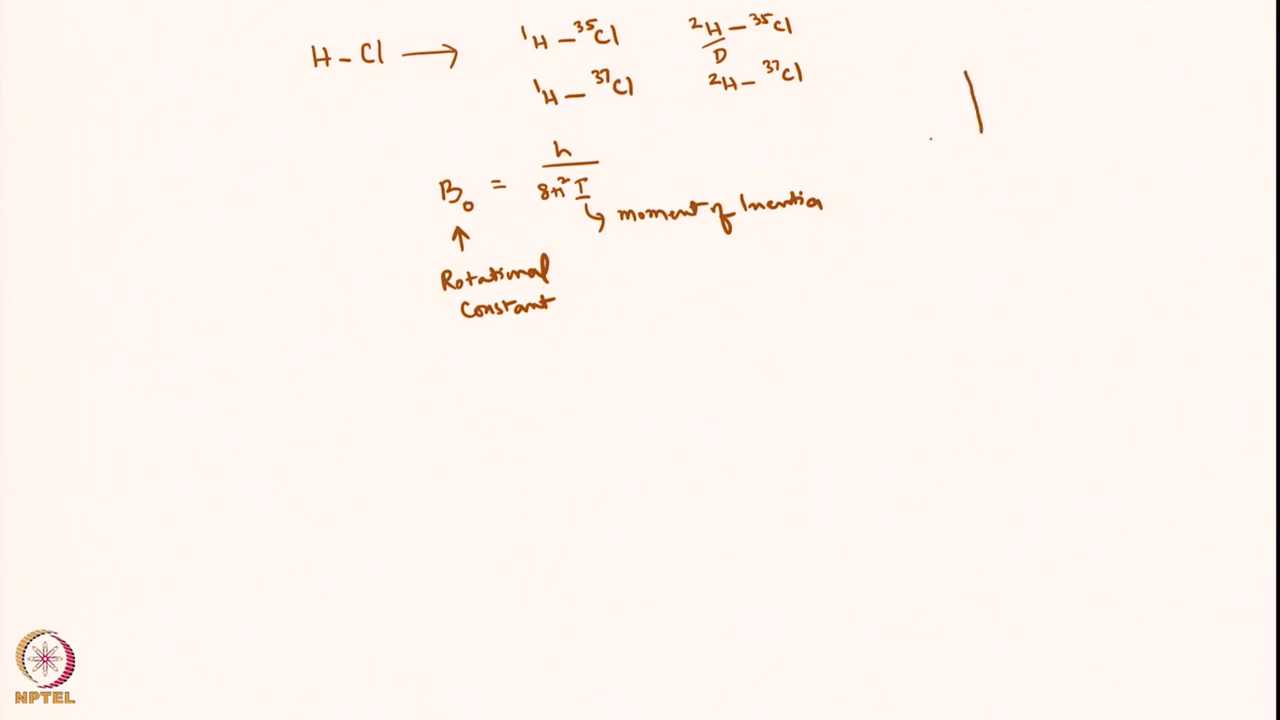 H-Cl → ¹H-³⁵Cl ²H-³⁵Cl
D
¹H-³⁷Cl ²H-³⁷Cl
B₀ = h / 8π²I
→ moment of Inertia
↑
Rotational
Constant
NPTEL